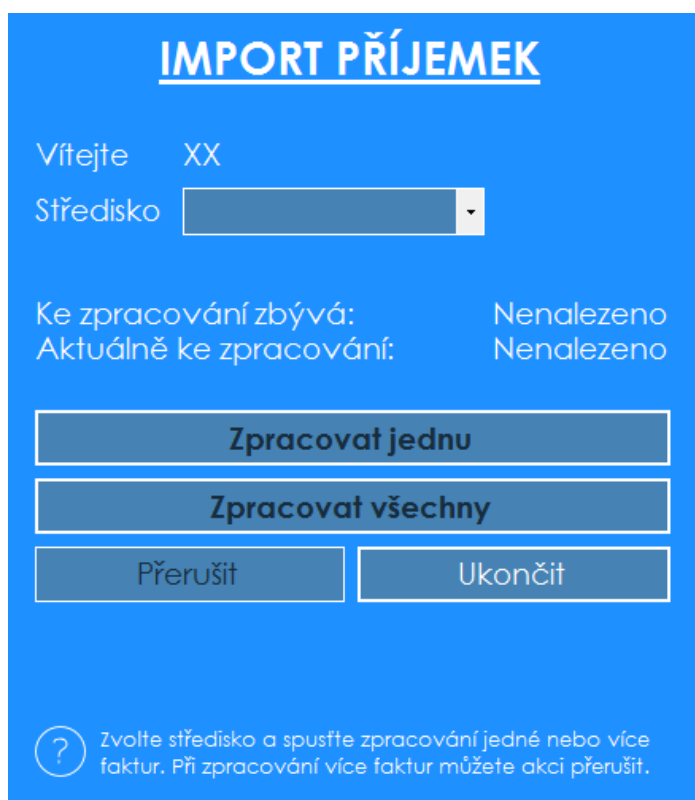 IMPORT PŘÍJEMEK
Vítejte XX
Středisko
Ke zpracování zbývá: Nenalezeno
Aktuálně ke zpracování: Nenalezeno
Zpracovat jednu
Zpracovat všechny
Přerušit Ukončit
? Zvolte středisko a spusťte zpracování jedné nebo více
faktur. Při zpracování více faktur můžete akci přerušit.